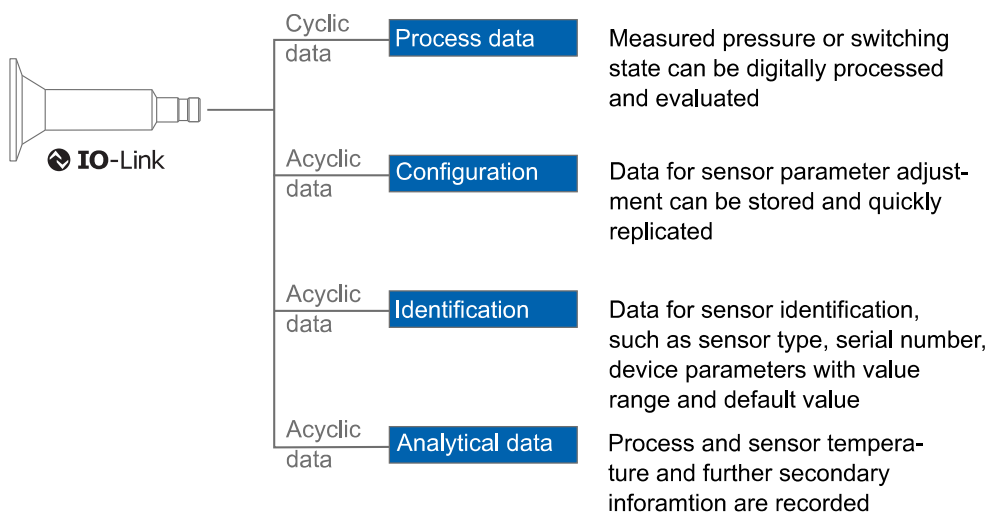 Cyclic
data
Process data
Measured pressure or switching
state can be digitally processed
and evaluated
IO-Link
Acyclic
data
Configuration
Data for sensor parameter adjust-
ment can be stored and quickly
replicated
Acyclic
data
Identification
Data for sensor identification,
such as sensor type, serial number,
device parameters with value
range and default value
Acyclic
data
Analytical data
Process and sensor tempera-
ture and further secondary
inforamtion are recorded